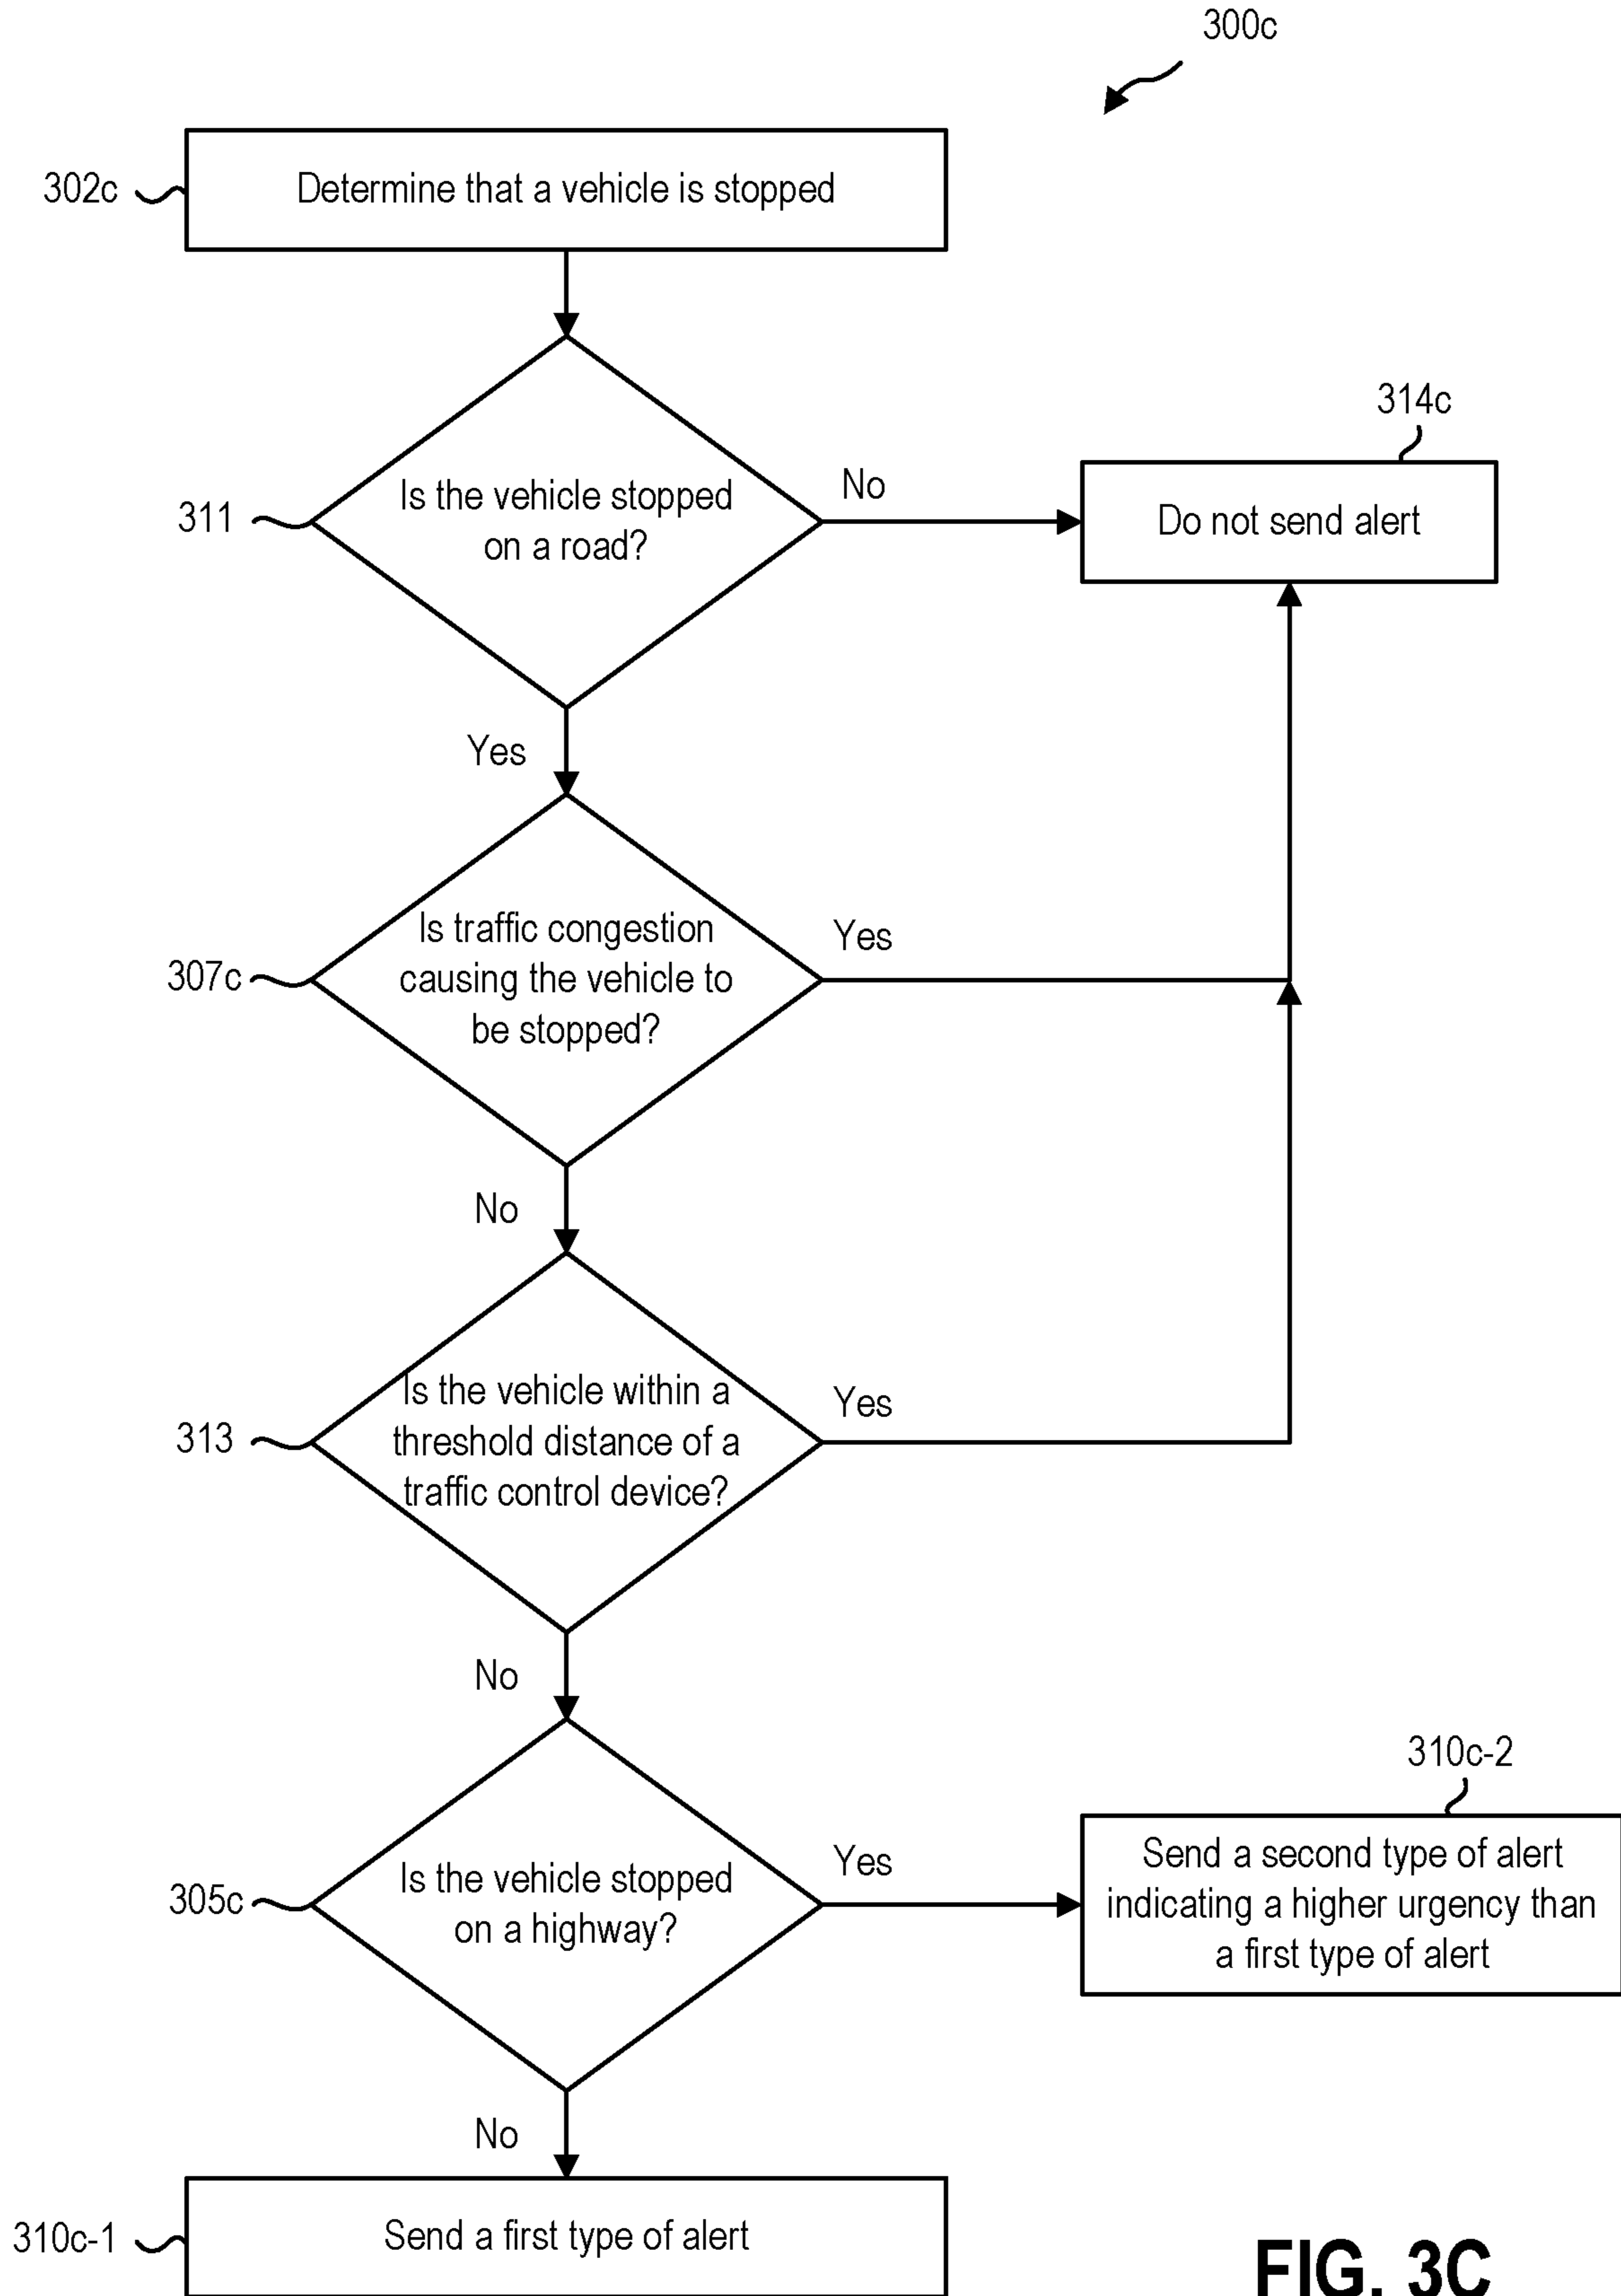 300c
302c
Determine that a vehicle is stopped
314c
311
Is the vehicle stopped
on a road?
No
Do not send alert
Yes
307c
Is traffic congestion
causing the vehicle to
be stopped?
Yes
No
313
Is the vehicle within a
threshold distance of a
traffic control device?
Yes
No
310c-2
305c
Is the vehicle stopped
on a highway?
Yes
Send a second type of alert
indicating a higher urgency than
a first type of alert
No
310c-1
Send a first type of alert
FIG. 3C